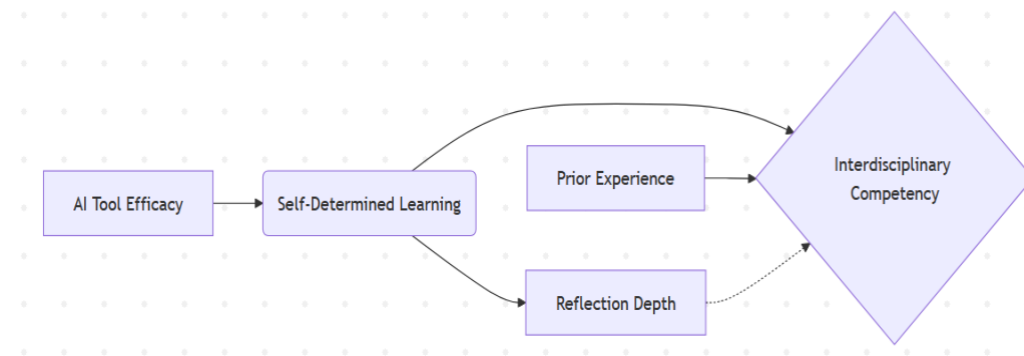 AI Tool Efficacy
Self-Determined Learning
Prior Experience
Reflection Depth
Interdisciplinary
Competency